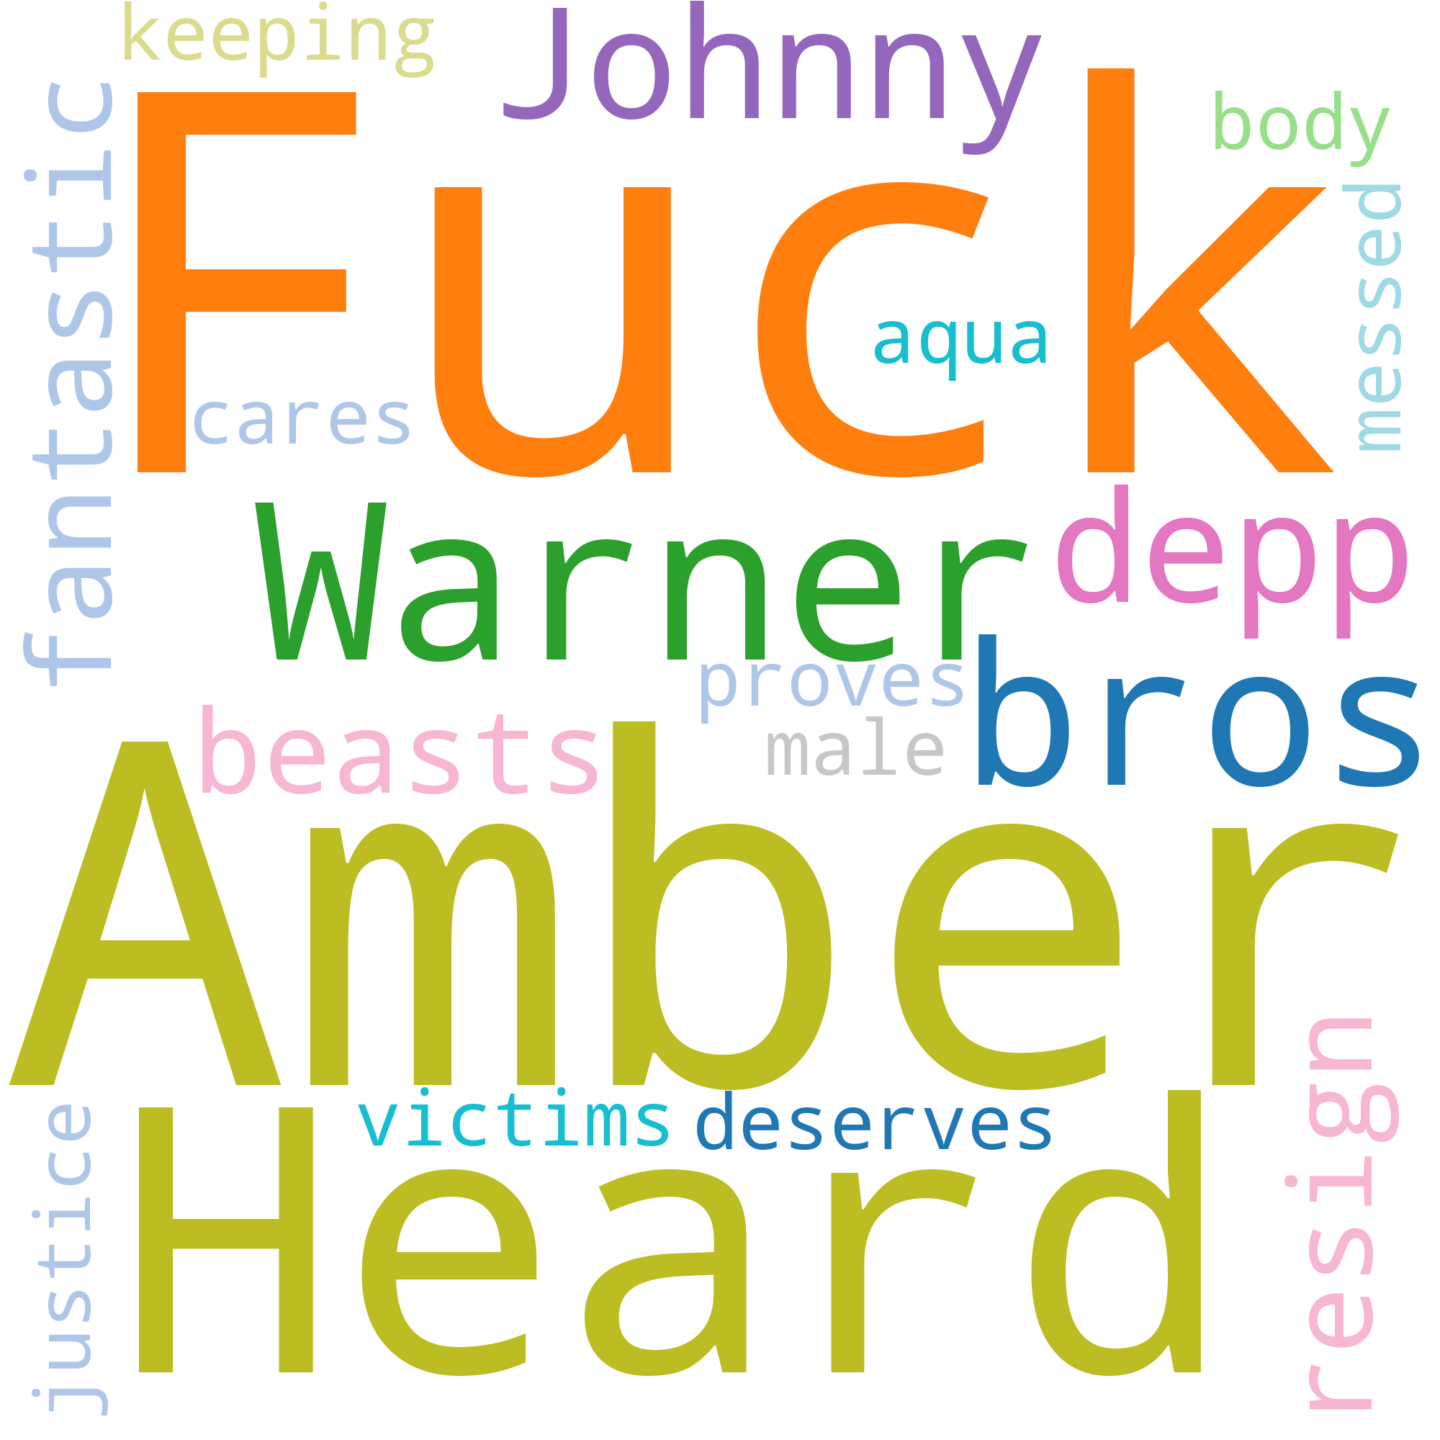 keeping
Johnny
fantastic
Fuck
body
messed
aqua
cares
Warner
depp
proves
bros
beasts
male
Amber
victims
deserves
justice
Heard
resign